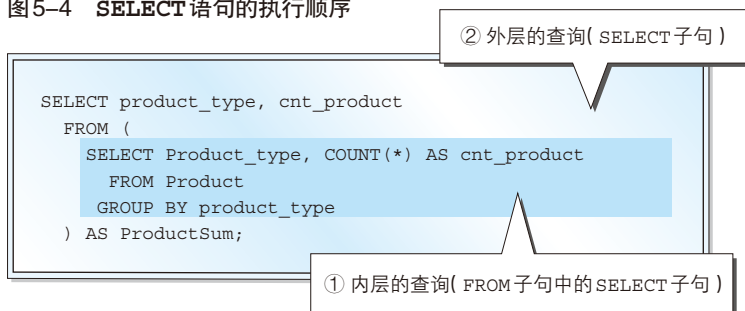 图5-4 SELECT语句的执行顺序
② 外层的查询( SELECT子句 )
SELECT product_type, cnt_product
FROM (
SELECT Product_type, COUNT(*) AS cnt_product
FROM Product
GROUP BY product_type
) AS ProductSum;
① 内层的查询( FROM子句中的SELECT子句 )